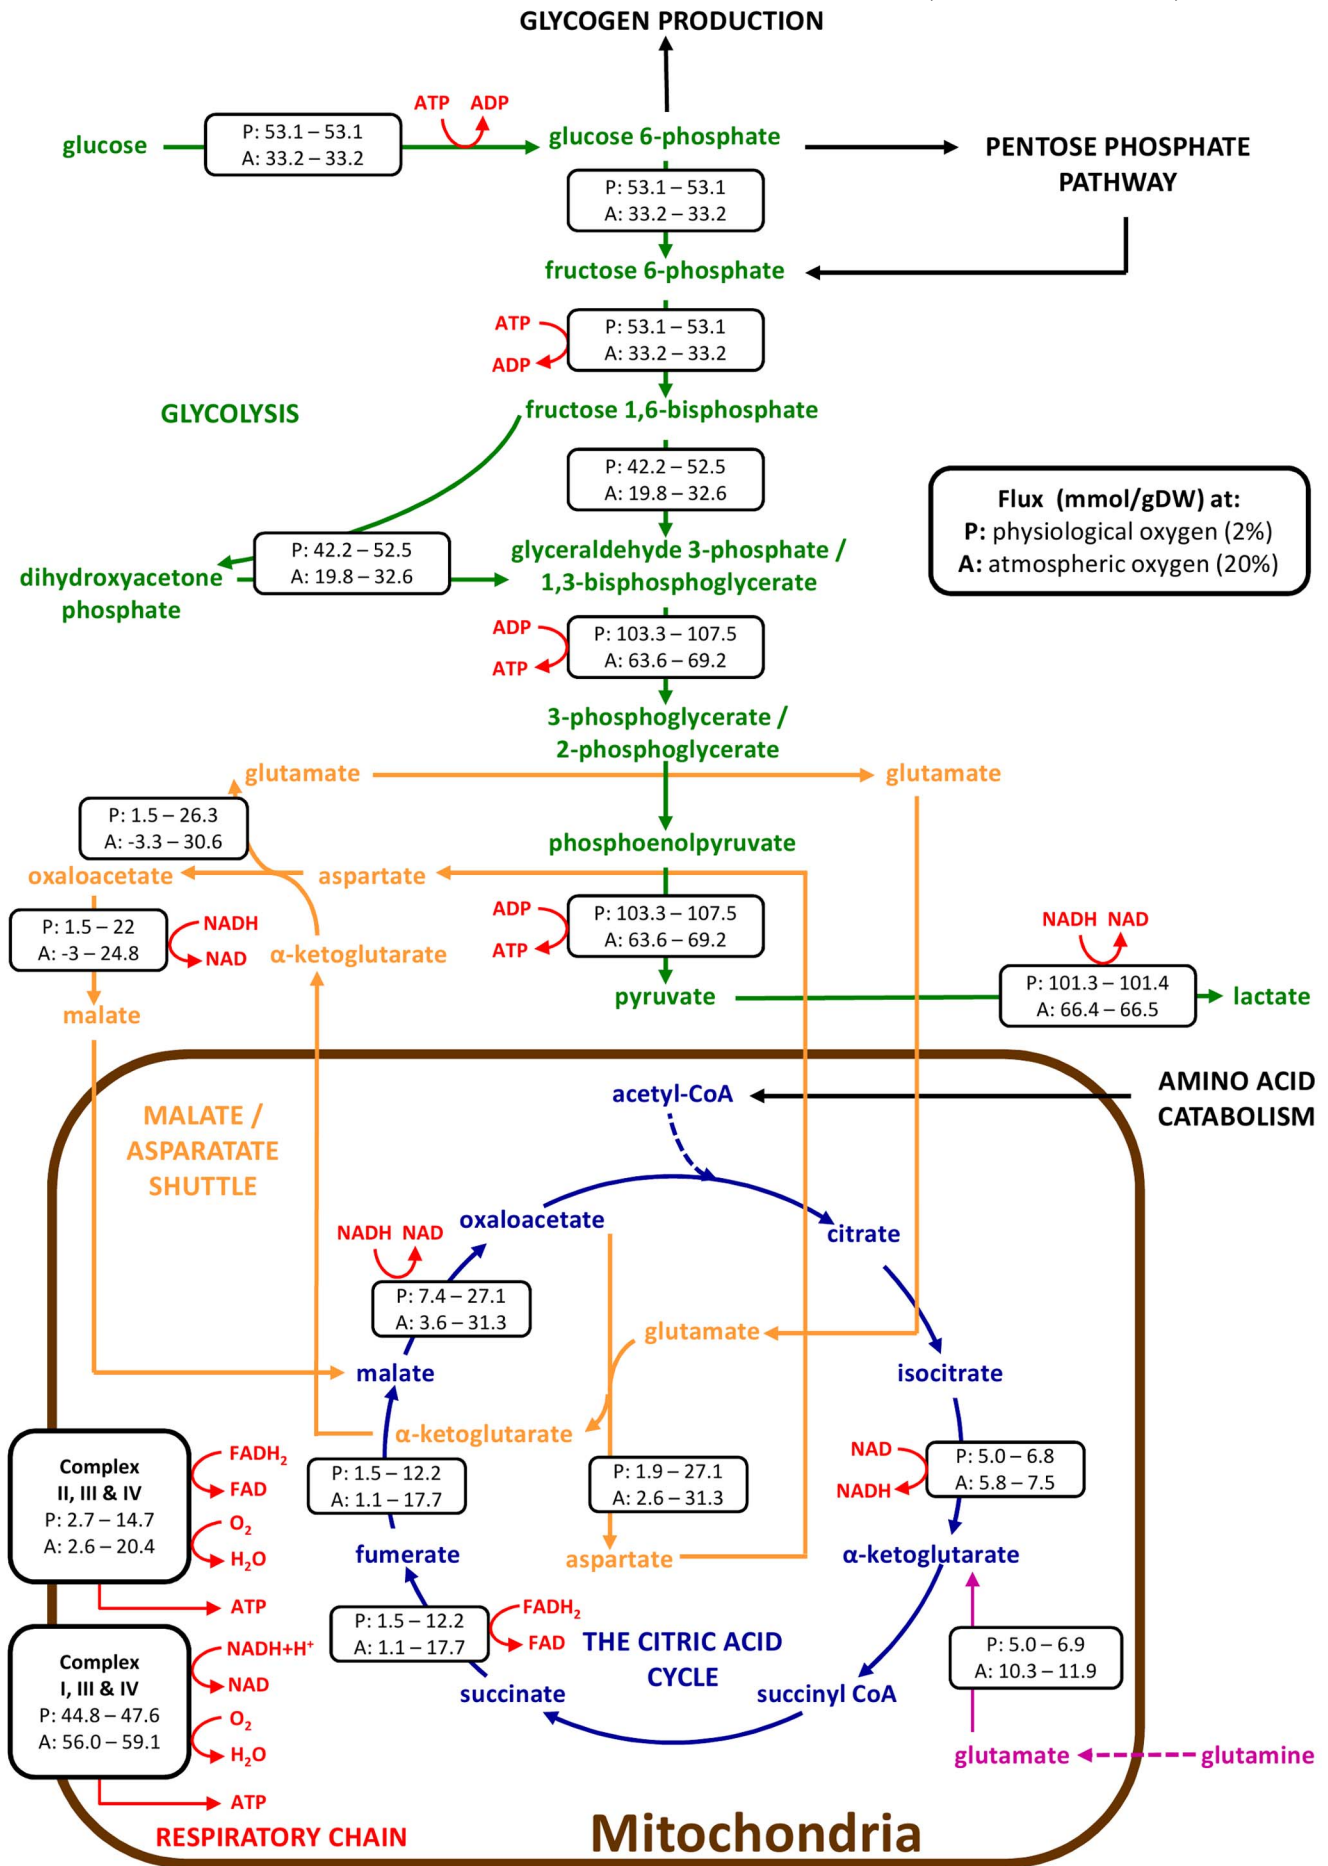 GLYCOGEN PRODUCTION
ATP ADP
glucose
P: 53.1 – 53.1
A: 33.2 – 33.2
glucose 6-phosphate
PENTOSE PHOSPHATE
PATHWAY
P: 53.1 – 53.1
A: 33.2 – 33.2
fructose 6-phosphate
ATP
ADP
P: 53.1 – 53.1
A: 33.2 – 33.2
GLYCOLYSIS
fructose 1,6-bisphosphate
P: 42.2 – 52.5
A: 19.8 – 32.6
Flux (mmol/gDW) at:
P: physiological oxygen (2%)
A: atmospheric oxygen (20%)
P: 42.2 – 52.5
A: 19.8 – 32.6
dihydroxyacetone
phosphate
glyceraldehyde 3-phosphate /
1,3-bisphosphoglycerate
ADP
ATP
P: 103.3 – 107.5
A: 63.6 – 69.2
3-phosphoglycerate /
2-phosphoglycerate
glutamate
glutamate
P: 1.5 – 26.3
A: -3.3 – 30.6
phosphoenolpyruvate
oxaloacetate
aspartate
P: 1.5 – 22
A: -3 – 24.8
NADH
NAD
α-ketoglutarate
ADP
ATP
P: 103.3 – 107.5
A: 63.6 – 69.2
NADH NAD
malate
pyruvate
P: 101.3 – 101.4
A: 66.4 – 66.5
lactate
acetyl-CoA
AMINO ACID
CATABOLISM
MALATE /
ASPARATATE
SHUTTLE
NADH NAD
oxaloacetate
citrate
P: 7.4 – 27.1
A: 3.6 – 31.3
glutamate
malate
isocitrate
α-ketoglutarate
Complex
II, III & IV
P: 2.7 – 14.7
A: 2.6 – 20.4
FADH₂
FAD
O₂
H₂O
ATP
P: 1.5 – 12.2
A: 1.1 – 17.7
P: 1.9 – 27.1
A: 2.6 – 31.3
NAD
NADH
P: 5.0 – 6.8
A: 5.8 – 7.5
fumerate
aspartate
α-ketoglutarate
P: 1.5 – 12.2
A: 1.1 – 17.7
FADH₂
FAD
THE CITRIC ACID
CYCLE
P: 5.0 – 6.9
A: 10.3 – 11.9
Complex
I, III & IV
P: 44.8 – 47.6
A: 56.0 – 59.1
NADH+H⁺
NAD
O₂
H₂O
ATP
succinate
succinyl CoA
glutamate
glutamine
RESPIRATORY CHAIN
Mitochondria